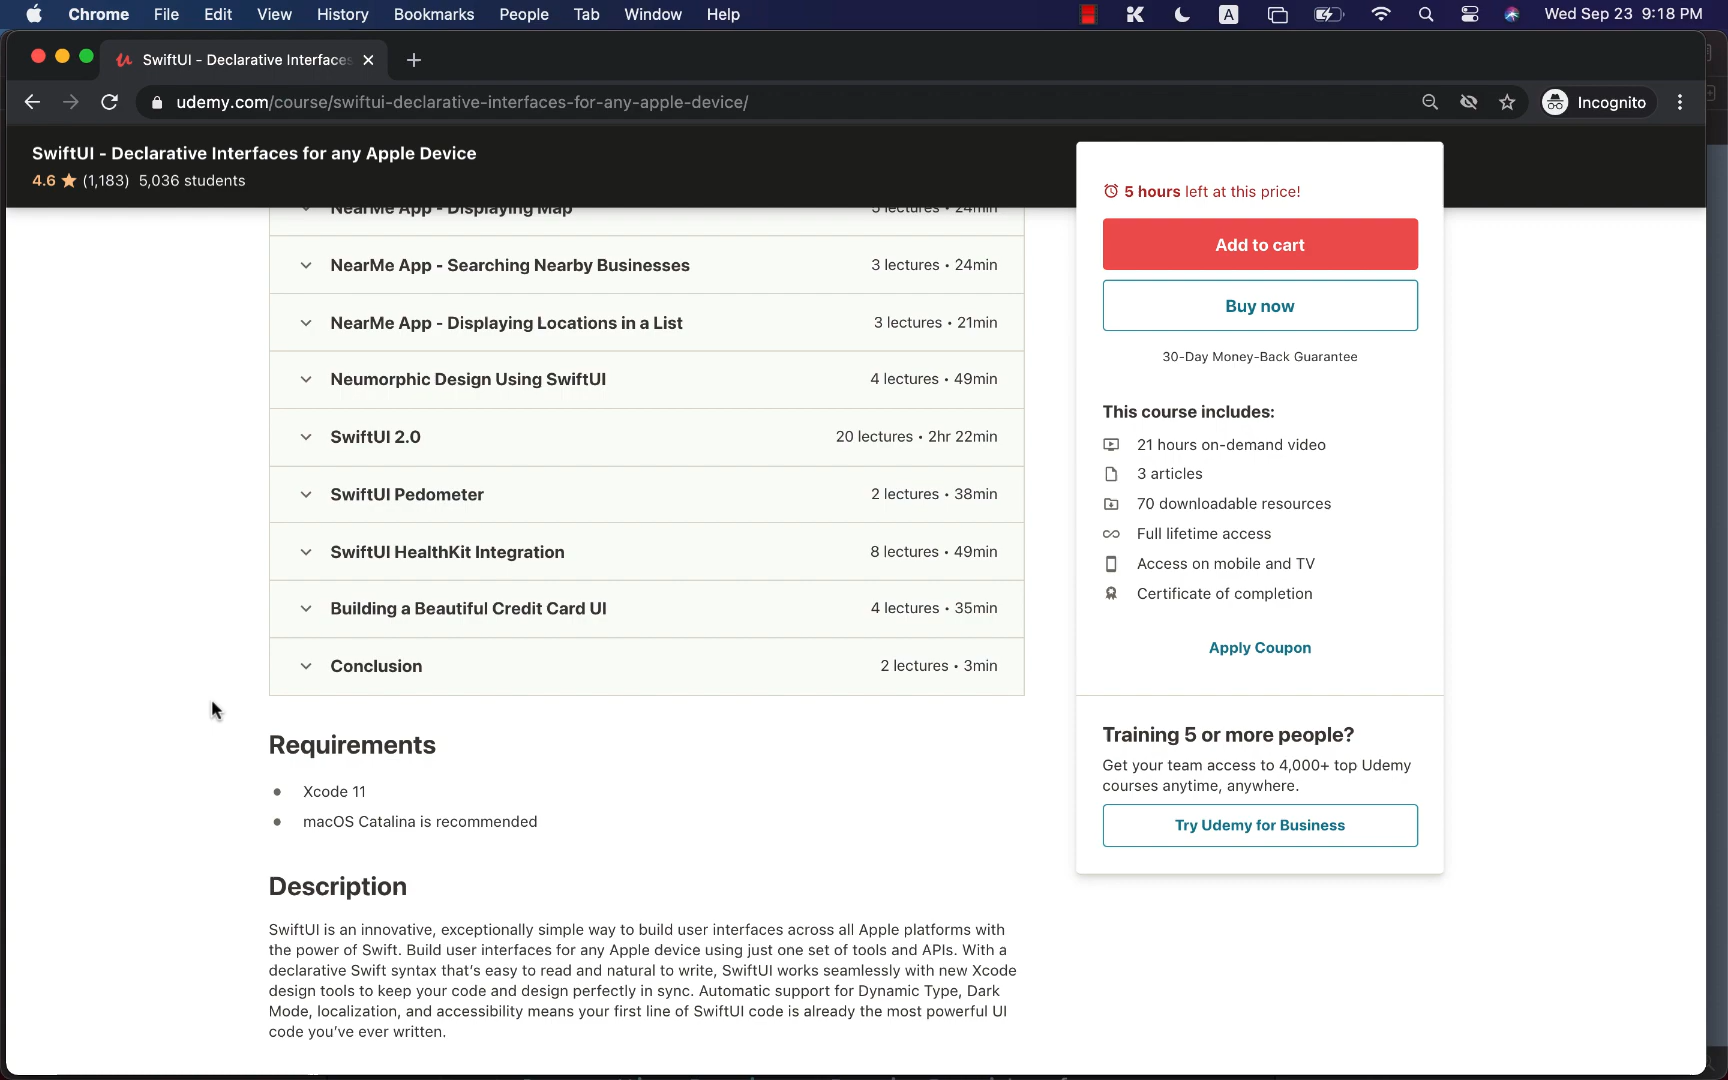 Chrome File Edit View History Bookmarks People Tab Window Help A Wed Sep 23 9:18 PM
SwiftUI - Declarative Interfaces
udemy.com/course/swiftui-declarative-interfaces-for-any-apple-device/ Incognito
SwiftUI - Declarative Interfaces for any Apple Device
4.6 (1,183) 5,036 students
NearMe App - Displaying Map lectures • 24min
NearMe App - Searching Nearby Businesses 3 lectures • 24min
NearMe App - Displaying Locations in a List 3 lectures • 21min
Neumorphic Design Using SwiftUI 4 lectures • 49min
SwiftUI 2.0 20 lectures • 2hr 22min
SwiftUI Pedometer 2 lectures • 38min
SwiftUI HealthKit Integration 8 lectures • 49min
Building a Beautiful Credit Card UI 4 lectures • 35min
Conclusion 2 lectures • 3min
Requirements
• Xcode 11
• macOS Catalina is recommended
Description
SwiftUI is an innovative, exceptionally simple way to build user interfaces across all Apple platforms with
the power of Swift. Build user interfaces for any Apple device using just one set of tools and APIs. With a
declarative Swift syntax that's easy to read and natural to write, SwiftUI works seamlessly with new Xcode
design tools to keep your code and design perfectly in sync. Automatic support for Dynamic Type, Dark
Mode, localization, and accessibility means your first line of SwiftUI code is already the most powerful UI
code you've ever written.
5 hours left at this price!
Add to cart
Buy now
30-Day Money-Back Guarantee
This course includes:
21 hours on-demand video
3 articles
70 downloadable resources
Full lifetime access
Access on mobile and TV
Certificate of completion
Apply Coupon
Training 5 or more people?
Get your team access to 4,000+ top Udemy
courses anytime, anywhere.
Try Udemy for Business